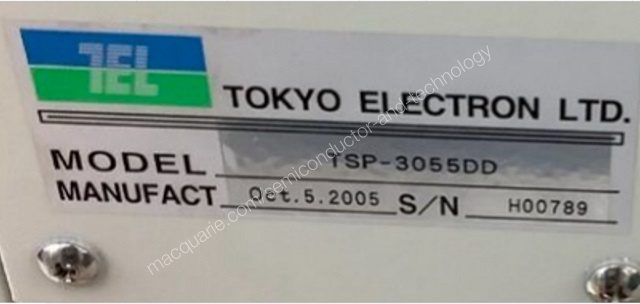 TEL
TOKYO ELECTRON LTD.
MODEL TSP-3055DD
MANUFACT Oct.5.2005 S/N H00789
macquarie.com/semiconductor-and-technology